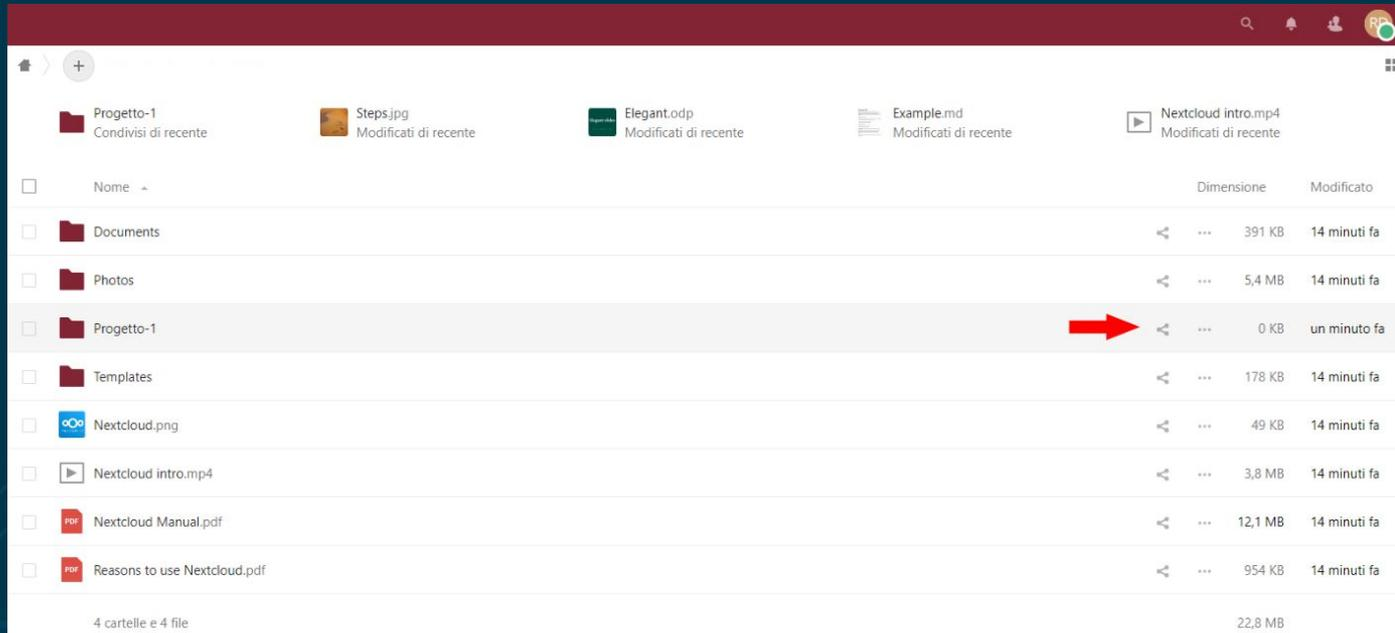 RD
Progetto-1
Condivisi di recente
Steps.jpg
Modificati di recente
Elegant.odp
Modificati di recente
Example.md
Modificati di recente
Nextcloud intro.mp4
Modificati di recente
Nome Dimensione Modificato
Documents 391 KB 14 minuti fa
Photos 5,4 MB 14 minuti fa
Progetto-1 0 KB un minuto fa
Templates 178 KB 14 minuti fa
Nextcloud.png 49 KB 14 minuti fa
Nextcloud intro.mp4 3,8 MB 14 minuti fa
PDF Nextcloud Manual.pdf 12,1 MB 14 minuti fa
PDF Reasons to use Nextcloud.pdf 954 KB 14 minuti fa
4 cartelle e 4 file 22,8 MB